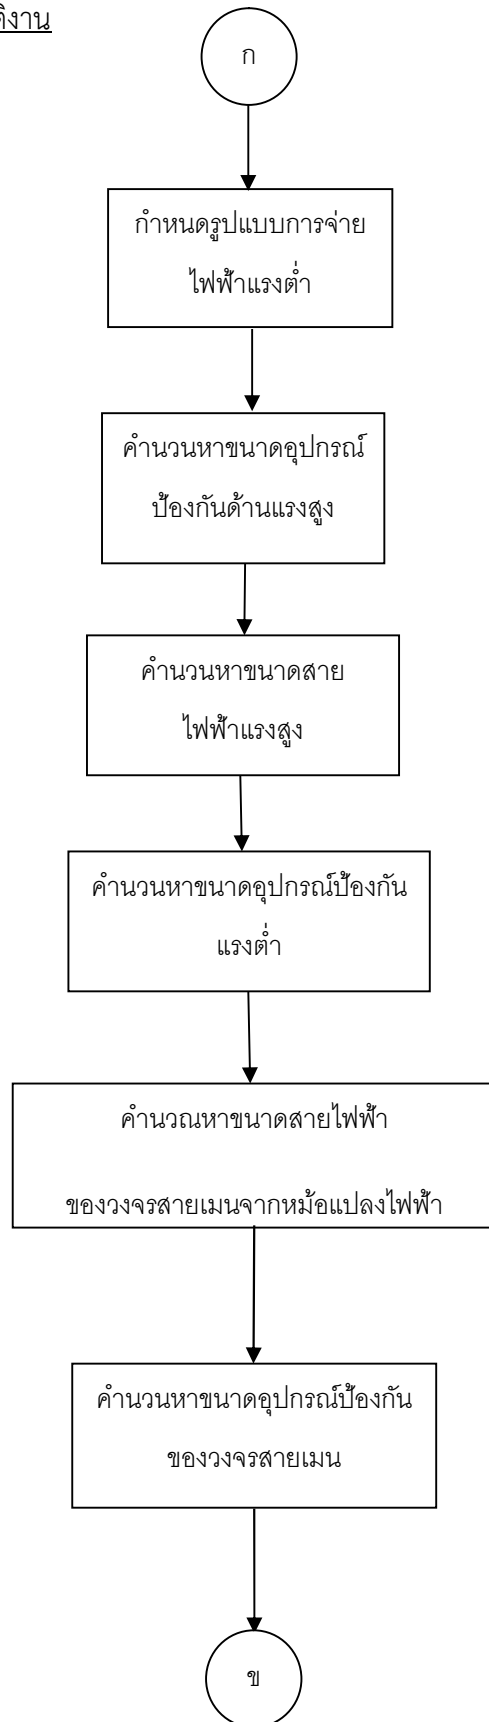 ก
กำหนดรูปแบบการจ่าย
ไฟฟ้าแรงต่ำ
คำนวนหาขนาดอุปกรณ์
ป้องกันด้านแรงสูง
คำนวนหาขนาดสาย
ไฟฟ้าแรงสูง
คำนวนหาขนาดอุปกรณ์ป้องกัน
แรงต่ำ
คำนวณหาขนาดสายไฟฟ้า
ของวงจรสายเมนจากหม้อแปลงไฟฟ้า
คำนวนหาขนาดอุปกรณ์ป้องกัน
ของวงจรสายเมน
ข